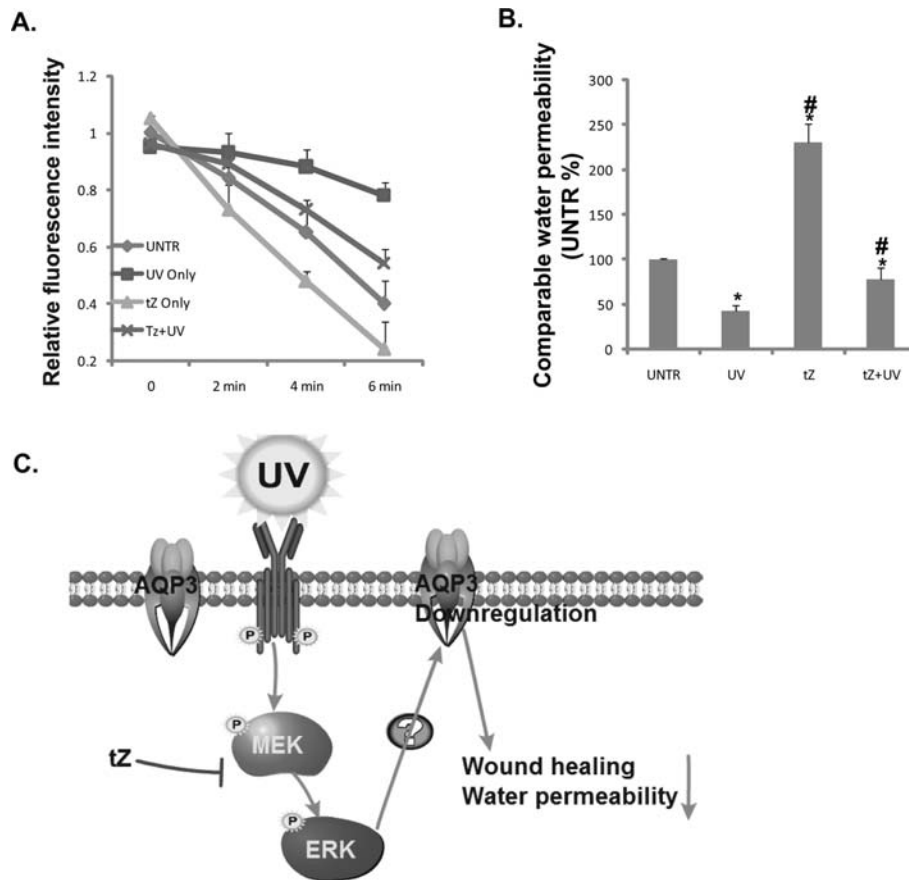 A.
Relative fluorescence intensity
1.2
1
0.8
0.6
0.4
0.2
UNTR
UV Only
tZ Only
Tz+UV
0 2 min 4 min 6 min
B.
Comparable water permeability
(UNTR %)
300
250
200
150
100
50
0
*
#
*
#
*
UNTR UV tZ tZ+UV
C.
UV
AQP3
AQP3
Downregulation
P
P
P
MEK
tZ
?
Wound healing
Water permeability
P
ERK